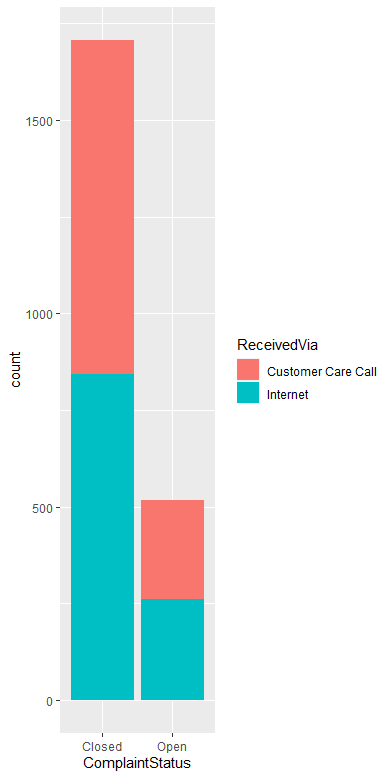 1500
1000
500
0
count
Closed
Open
ComplaintStatus
ReceivedVia
Customer Care Call
Internet